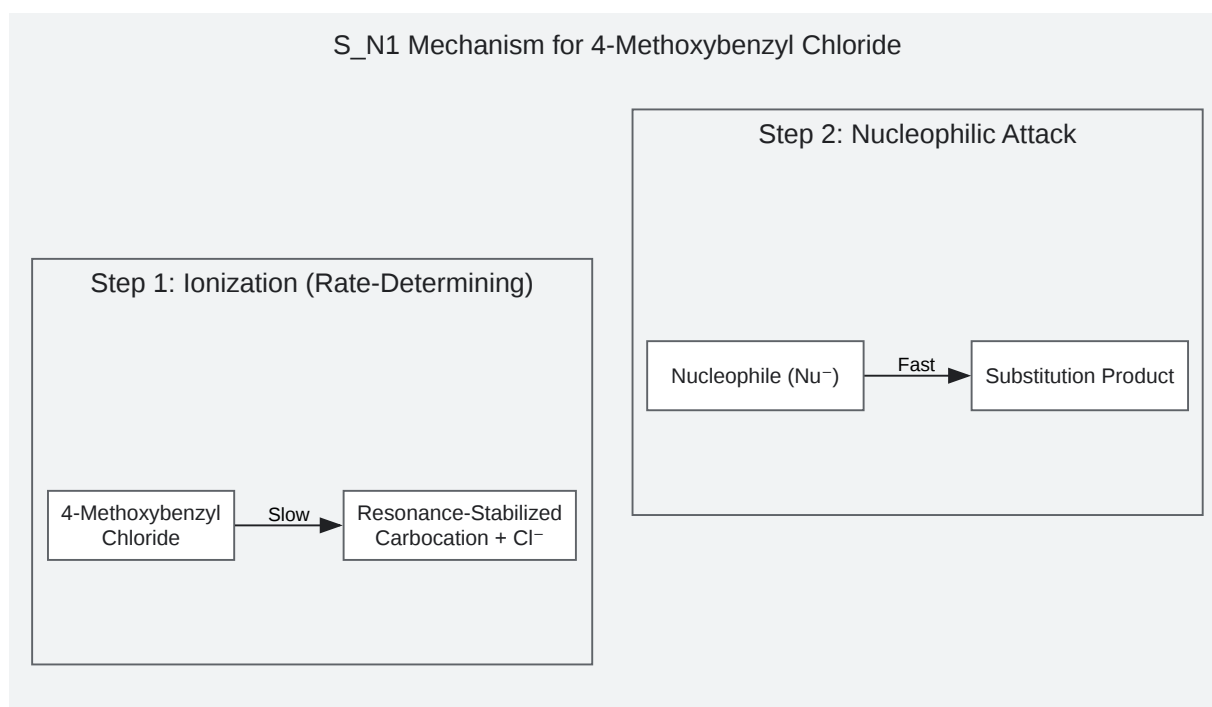 S_N1 Mechanism for 4-Methoxybenzyl Chloride
Step 1: Ionization (Rate-Determining)
4-Methoxybenzyl
Chloride
Slow
Resonance-Stabilized
Carbocation + Cl⁻
Step 2: Nucleophilic Attack
Nucleophile (Nu⁻)
Fast
Substitution Product